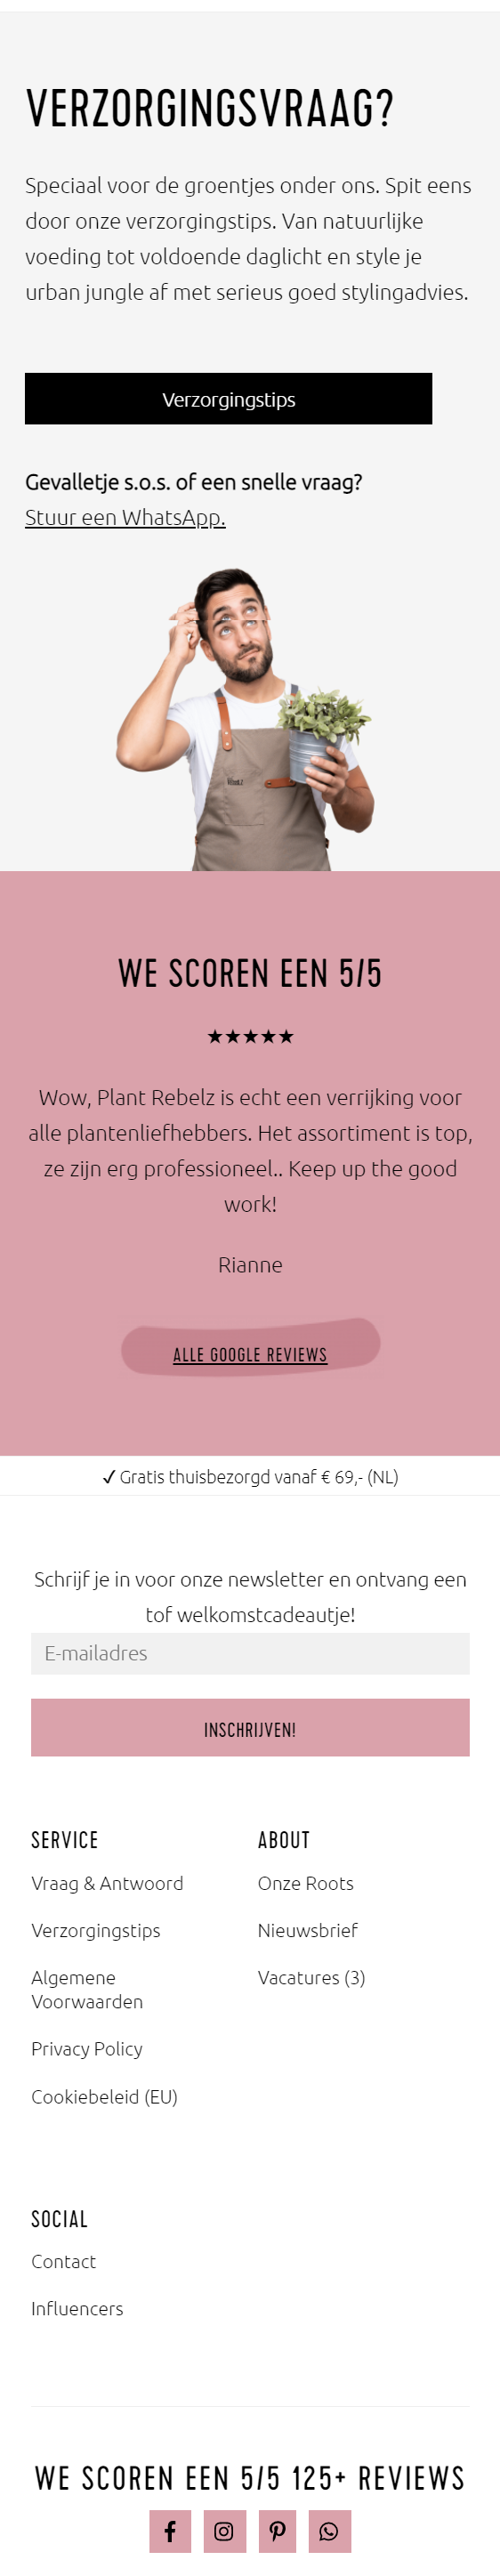 VERZORGINGSVRAAG?
Speciaal voor de groentjes onder ons. Spit eens
door onze verzorgingstips. Van natuurlijke
voeding tot voldoende daglicht en style je
urban jungle af met serieus goed stylingadvies.
Verzorgingstips
Gevalletje s.o.s. of een snelle vraag?
Stuur een WhatsApp.
WE SCOREN EEN 5/5
★★★★★
Wow, Plant Rebelz is echt een verrijking voor
alle plantenliefhebbers. Het assortiment is top,
ze zijn erg professioneel.. Keep up the good
work!
Rianne
ALLE GOOGLE REVIEWS
✓ Gratis thuisbezorgd vanaf € 69,- (NL)
Schrijf je in voor onze newsletter en ontvang een
tof welkomstcadeautje!
E-mailadres
INSCHRIJVEN!
SERVICE
Vraag & Antwoord
Verzorgingstips
Algemene
Voorwaarden
Privacy Policy
Cookiebeleid (EU)
ABOUT
Onze Roots
Nieuwsbrief
Vacatures (3)
SOCIAL
Contact
Influencers
WE SCOREN EEN 5/5 125+ REVIEWS